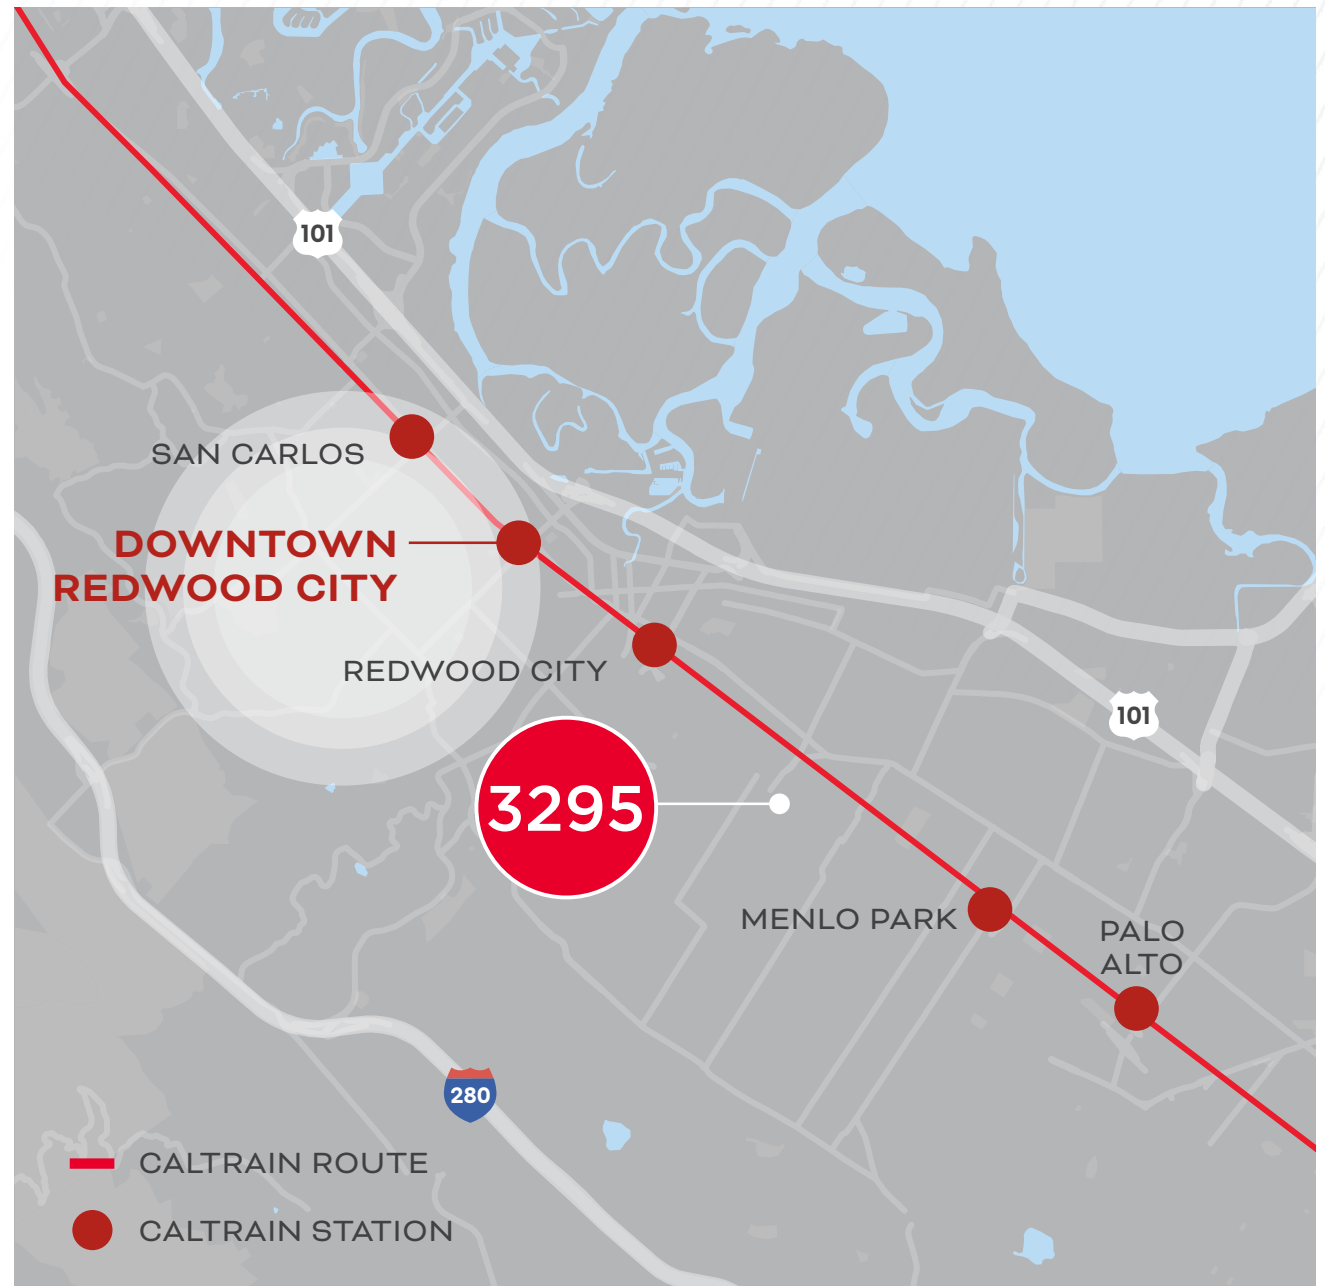 101
SAN CARLOS
DOWNTOWN
REDWOOD CITY
REDWOOD CITY
101
3295
MENLO PARK
PALO
ALTO
280
CALTRAIN ROUTE
CALTRAIN STATION